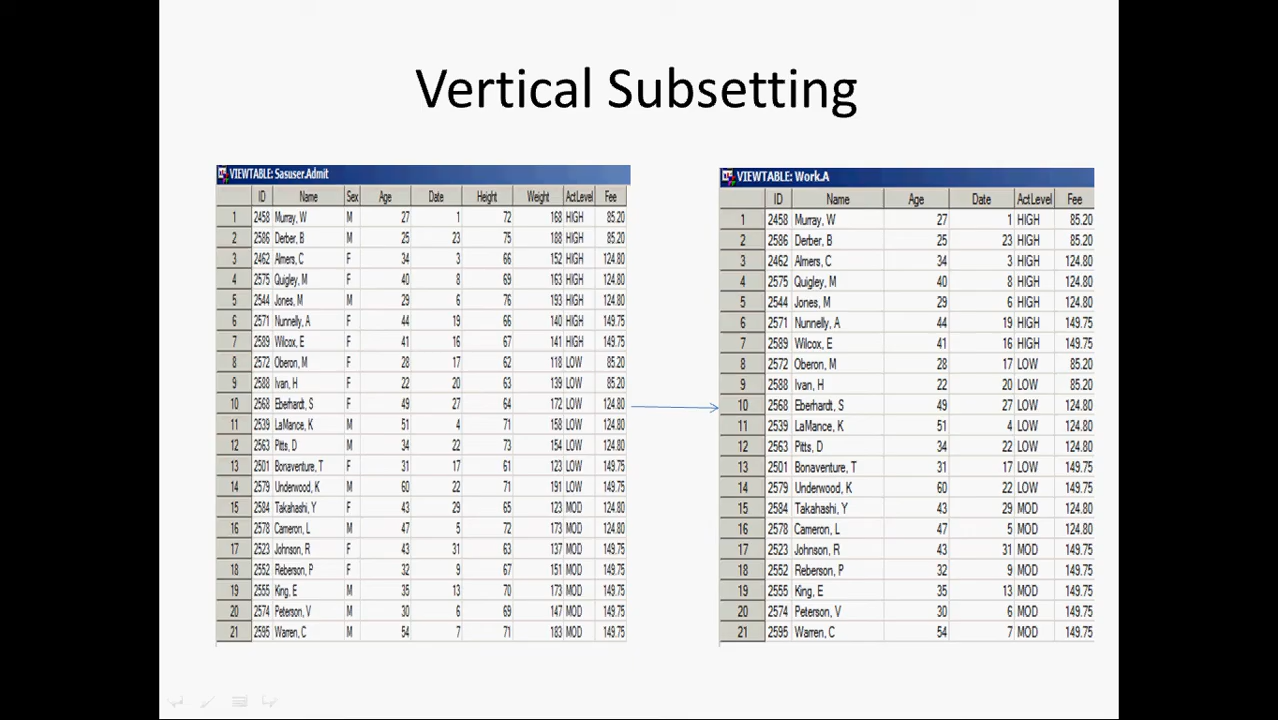 Vertical Subsetting
VIEWTABLE: Sasuser.Admit
ID Name Sex Age Date Height Weight ActLevel Fee
1 2458 Murray, W M 27 1 72 168 HIGH 85.20
2 2586 Derber, B M 25 23 75 188 HIGH 85.20
3 2462 Almers, C F 34 3 66 152 HIGH 124.80
4 2575 Quigley, M F 40 8 69 163 HIGH 124.80
5 2544 Jones, M M 29 6 76 193 HIGH 124.80
6 2571 Nunnelly, A F 44 19 66 140 HIGH 149.75
7 2589 Wilcox, E F 41 16 67 141 HIGH 149.75
8 2572 Oberon, M F 28 17 62 118 LOW 85.20
9 2588 Ivan, H F 22 20 63 139 LOW 85.20
10 2568 Eberhardt, S F 49 27 64 172 LOW 124.80
11 2539 LaMance, K M 51 4 71 158 LOW 124.80
12 2563 Pitts, D M 34 22 73 154 LOW 124.80
13 2501 Bonaventure, T F 31 17 61 123 LOW 149.75
14 2579 Underwood, K M 60 22 71 191 LOW 149.75
15 2584 Takahashi, Y F 43 29 65 123 MOD 124.80
16 2578 Cameron, L M 47 5 72 173 MOD 124.80
17 2523 Johnson, R F 43 31 63 137 MOD 149.75
18 2552 Reberson, P F 32 9 67 151 MOD 149.75
19 2555 King, E M 35 13 70 173 MOD 149.75
20 2574 Peterson, V M 30 6 69 147 MOD 149.75
21 2595 Warren, C M 54 7 71 183 MOD 149.75
VIEWTABLE: Work.A
ID Name Age Date ActLevel Fee
1 2458 Murray, W 27 1 HIGH 85.20
2 2586 Derber, B 25 23 HIGH 85.20
3 2462 Almers, C 34 3 HIGH 124.80
4 2575 Quigley, M 40 8 HIGH 124.80
5 2544 Jones, M 29 6 HIGH 124.80
6 2571 Nunnelly, A 44 19 HIGH 149.75
7 2589 Wilcox, E 41 16 HIGH 149.75
8 2572 Oberon, M 28 17 LOW 85.20
9 2588 Ivan, H 22 20 LOW 85.20
10 2568 Eberhardt, S 49 27 LOW 124.80
11 2539 LaMance, K 51 4 LOW 124.80
12 2563 Pitts, D 34 22 LOW 124.80
13 2501 Bonaventure, T 31 17 LOW 149.75
14 2579 Underwood, K 60 22 LOW 149.75
15 2584 Takahashi, Y 43 29 MOD 124.80
16 2578 Cameron, L 47 5 MOD 124.80
17 2523 Johnson, R 43 31 MOD 149.75
18 2552 Reberson, P 32 9 MOD 149.75
19 2555 King, E 35 13 MOD 149.75
20 2574 Peterson, V 30 6 MOD 149.75
21 2595 Warren, C 54 7 MOD 149.75